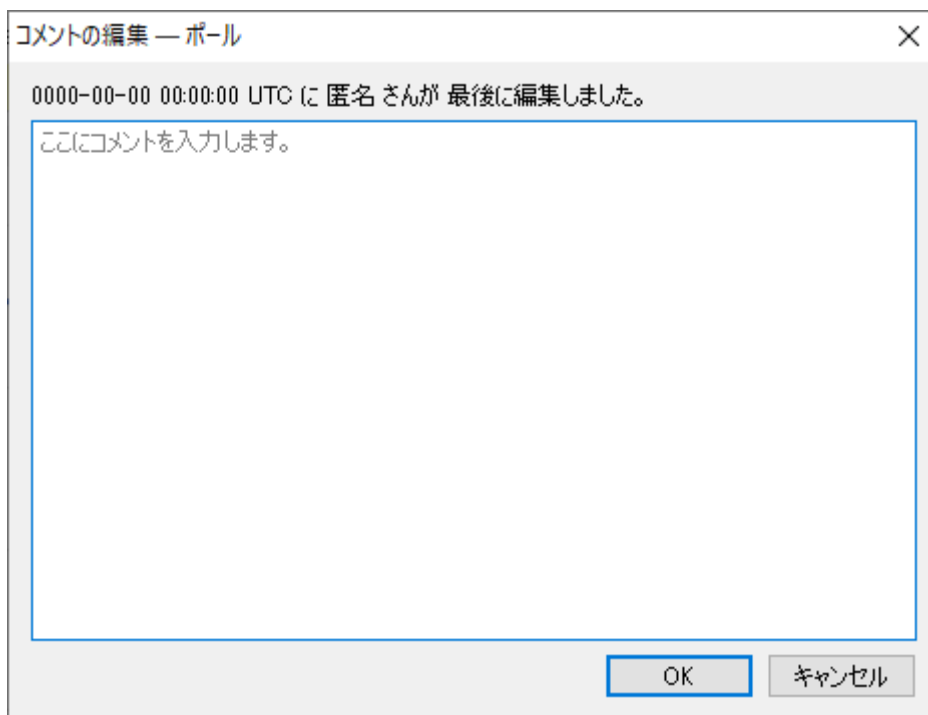 コメントの編集 — ポール
0000-00-00 00:00:00 UTC に 匿名 さんが 最後に編集しました。
ここにコメントを入力します。
OK
キャンセル